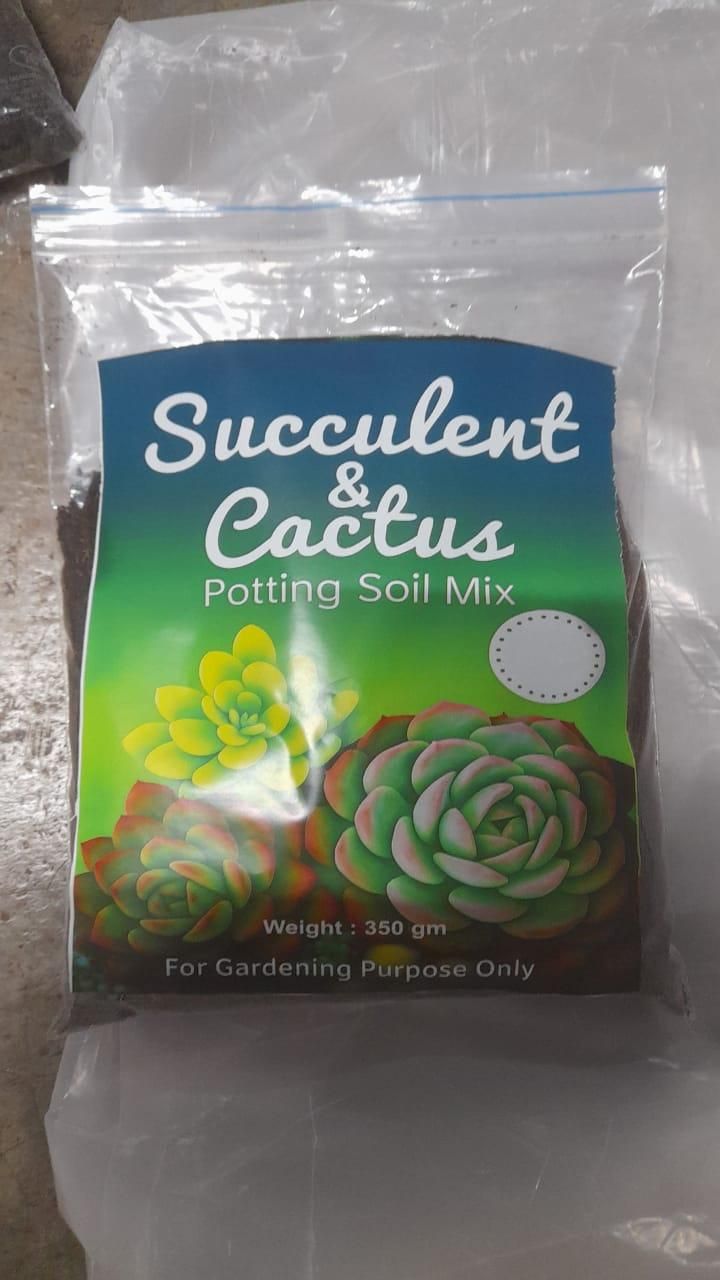 Succulent
&
Cactus
Potting Soil Mix
Weight : 350 gm
For Gardening Purpose Only